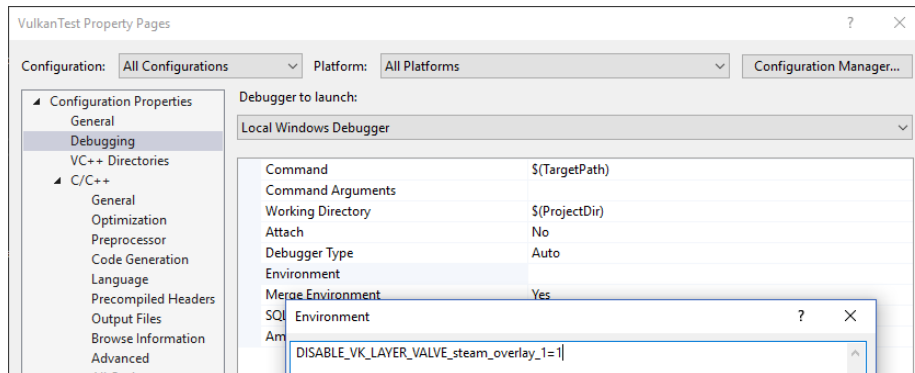 VulkanTest Property Pages
Configuration: All Configurations Platform: All Platforms Configuration Manager...
Configuration Properties
General
Debugging
VC++ Directories
C/C++
General
Optimization
Preprocessor
Code Generation
Language
Precompiled Headers
Output Files
Browse Information
Advanced
Debugger to launch:
Local Windows Debugger
Command $(TargetPath)
Command Arguments
Working Directory $(ProjectDir)
Attach No
Debugger Type Auto
Environment
Merge Environment Yes
Environment
DISABLE_VK_LAYER_VALVE_steam_overlay_1=1